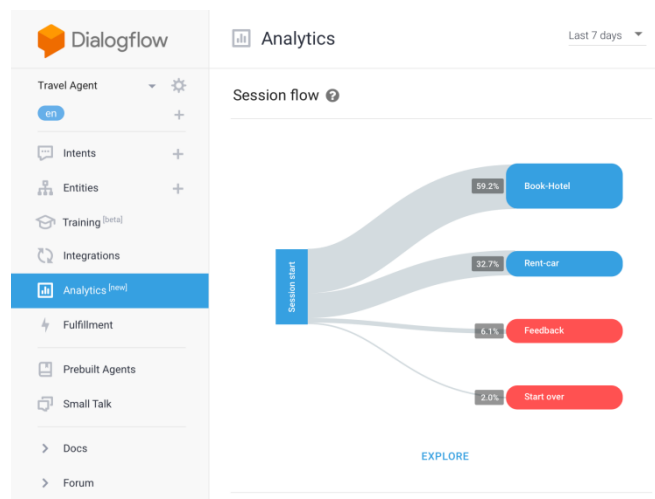 Dialogflow
Travel Agent
en
Intents
Entities
Training [beta]
Integrations
Analytics [new]
Fulfillment
Prebuilt Agents
Small Talk
Docs
Forum
Analytics
Last 7 days
Session flow
Session start
59.2% Book-Hotel
32.7% Rent-car
6.1% Feedback
2.0% Start over
EXPLORE